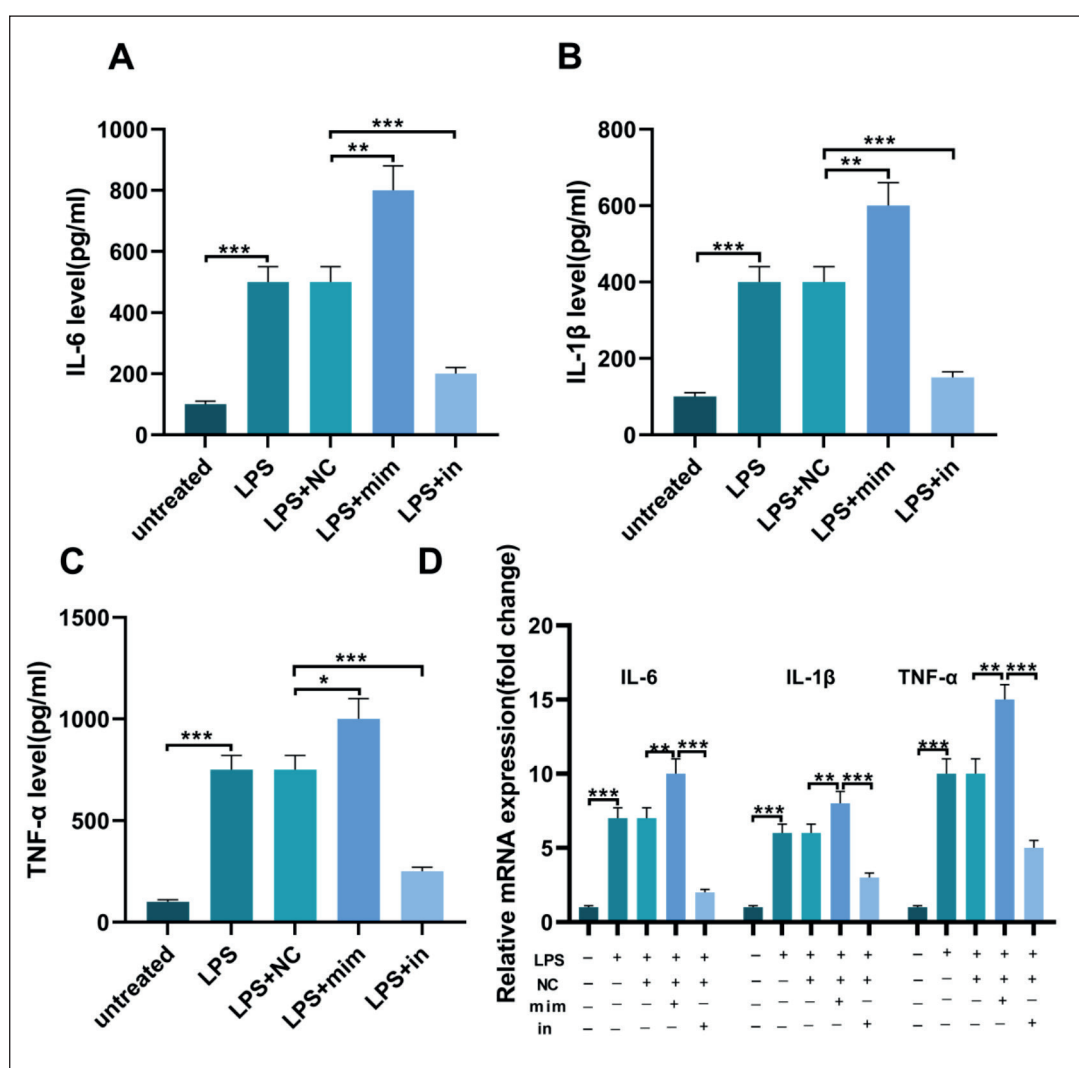 A
IL-6 level(pg/ml)
1000
800
600
400
200
0
***
**
***
untreated
LPS
LPS+NC
LPS+mim
LPS+in
B
IL-1β level(pg/ml)
800
600
400
200
0
***
**
***
untreated
LPS
LPS+NC
LPS+mim
LPS+in
C
TNF-α level(pg/ml)
1500
1000
500
0
***
*
***
untreated
LPS
LPS+NC
LPS+mim
LPS+in
D
Relative mRNA expression(fold change)
20
15
10
5
0
IL-6
IL-1β
TNF-α
*** ** ***
*** ** ***
*** ** ***
LPS – + + + + – + + + + – + + + +
NC – – + + + – – + + + – – + + +
mim – – – + – – – – + – – – – + –
in – – – – + – – – – + – – – – +